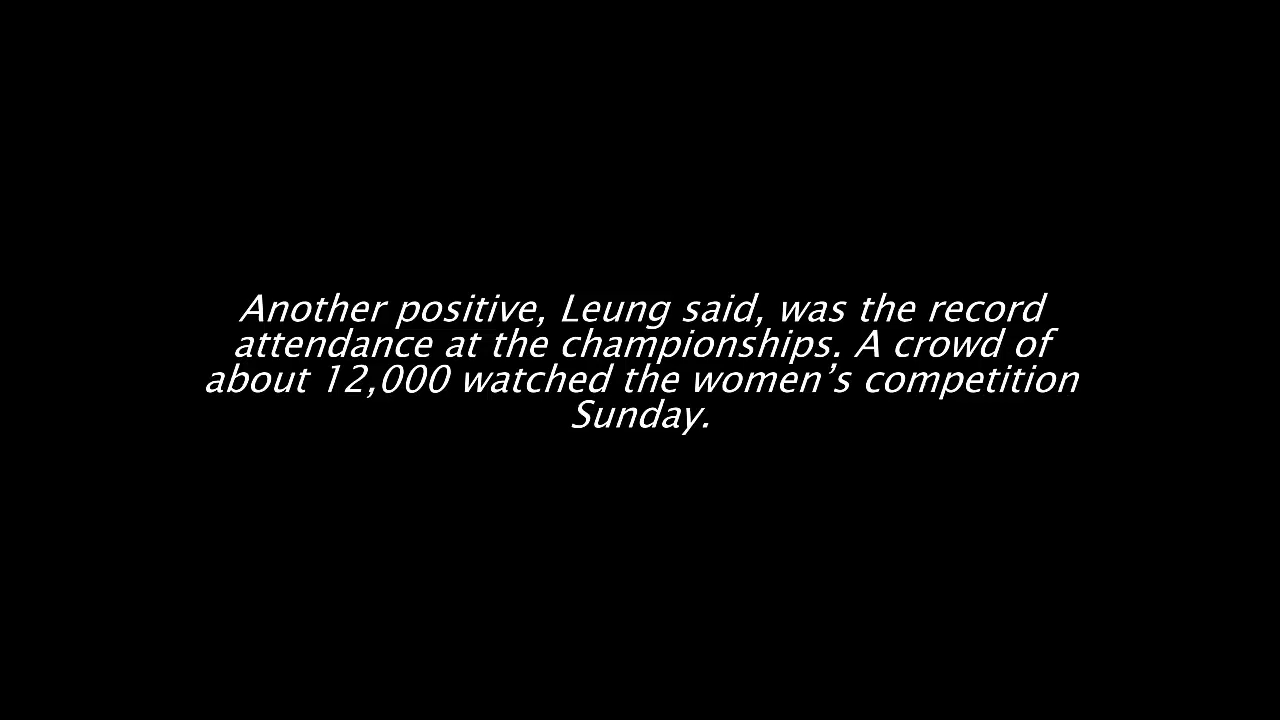 Another positive, Leung said, was the record
attendance at the championships. A crowd of
about 12,000 watched the women’s competition
Sunday.